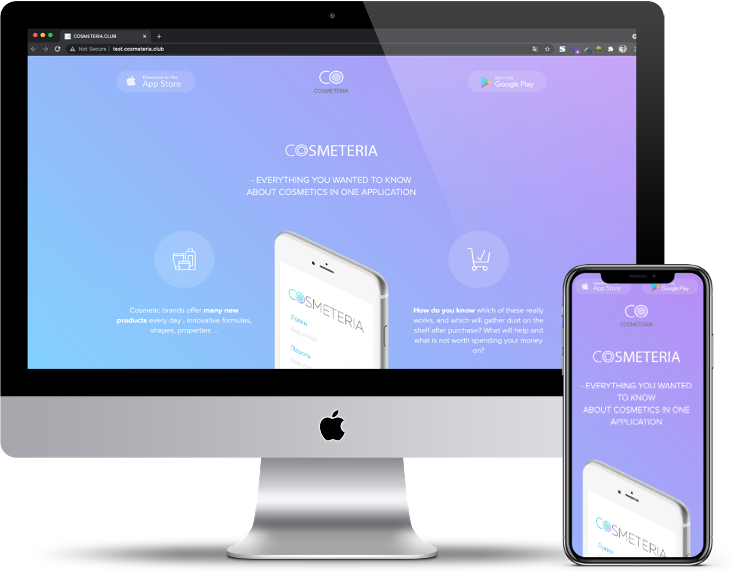 COSMETERIA.CLUB
Not Secure
test.cosmeteria.club
Download on the
App Store
COSMETERIA
GET IT ON
Google Play
COSMETERIA
- EVERYTHING YOU WANTED TO KNOW
ABOUT COSMETICS IN ONE APPLICATION
Cosmetic brands offer many new
products every day . Innovative formulas,
shapes, properties ...
COSMETERIA
Логин
Пароль
How do you know which of these really
works, and which will gather dust on the
shelf after purchase? What will help and
what is not worth spending your money
on?
App Store
Google Play
COSMETERIA
COSMETERIA
- EVERYTHING YOU WANTED
TO KNOW
ABOUT COSMETICS IN ONE
APPLICATION
COSMETERIA
Логин